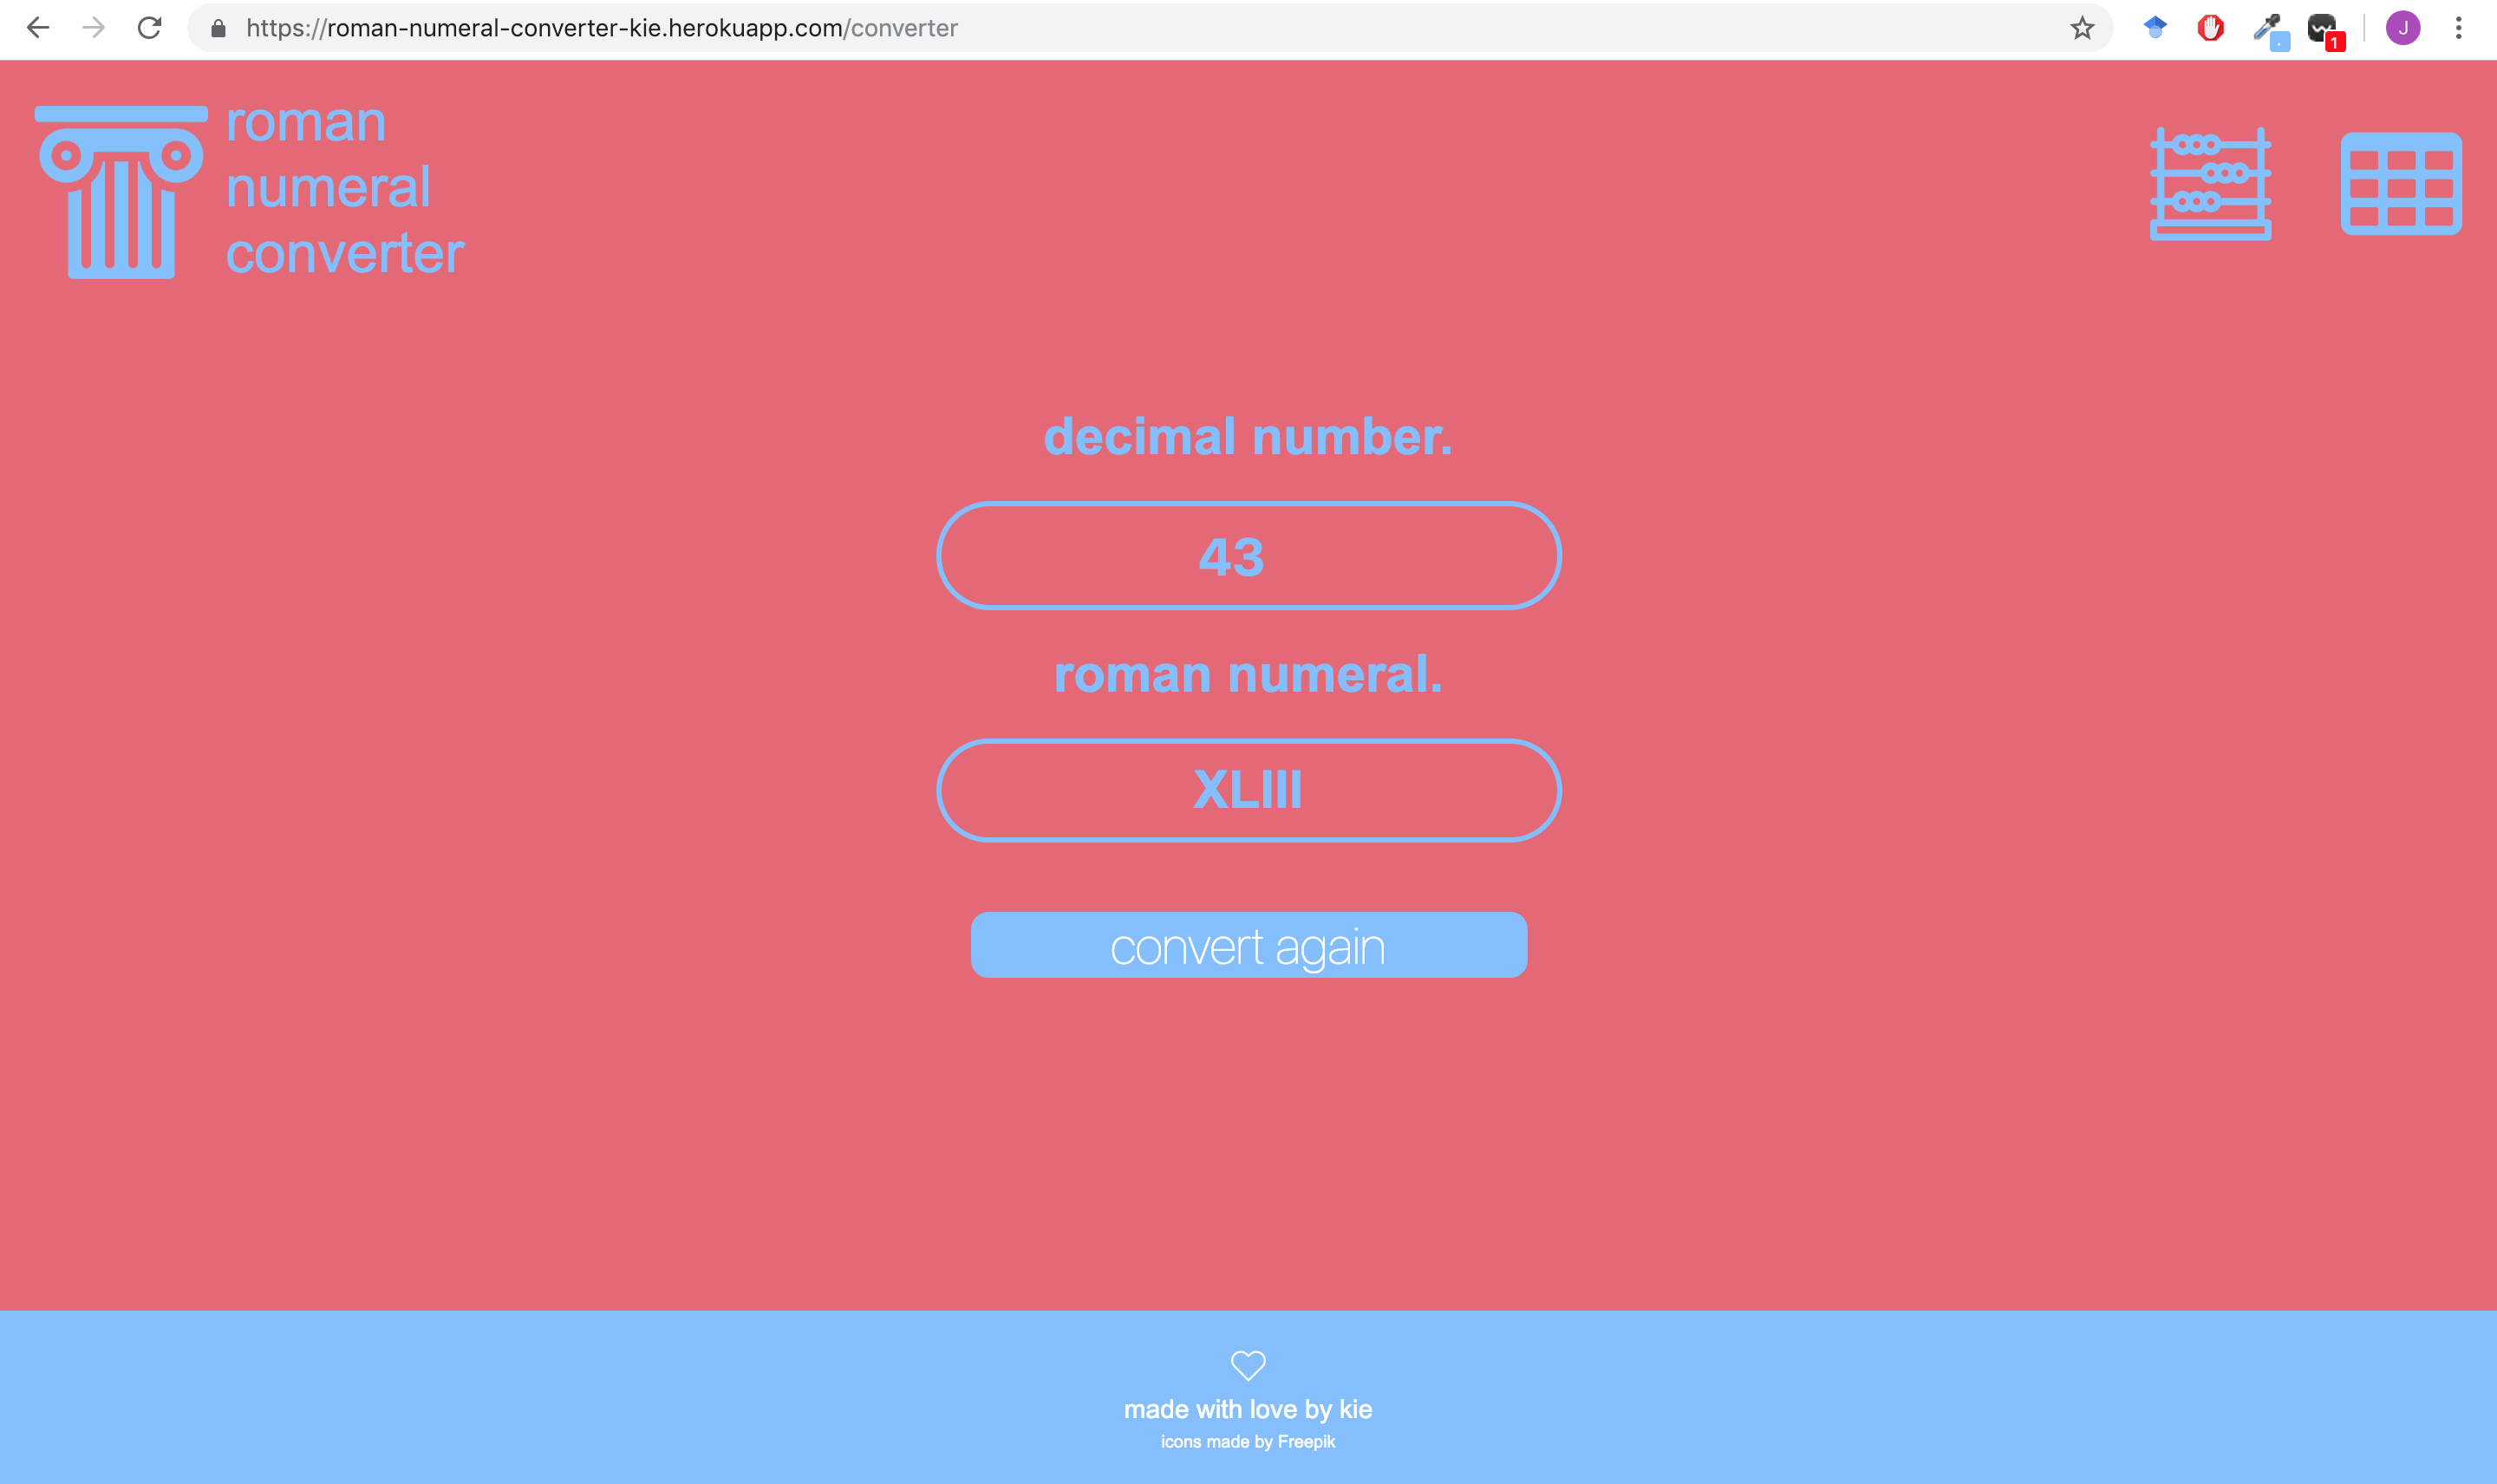 https://roman-numeral-converter-kie.herokuapp.com/converter
.
1
J
roman
numeral
converter
decimal number.
43
roman numeral.
XLIII
convert again
made with love by kie
icons made by Freepik